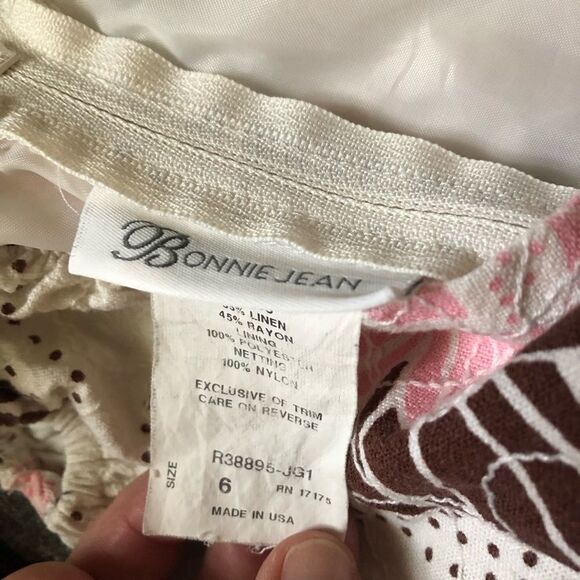 BONNIE JEAN
LINEN
45% RAYON
LINING
100% POLYESTER
NETTING
100% NYLON
EXCLUSIVE OF TRIM
CARE ON REVERSE
R38895-JG1
SIZE
6
RN 17175
MADE IN USA